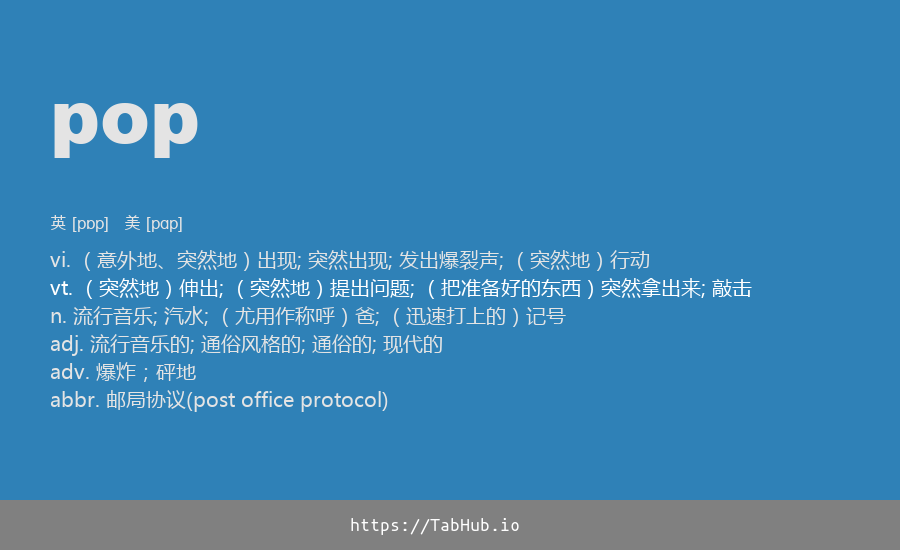 pop
英 [pɒp] 美 [pɑp]
vi. （意外地、突然地）出现; 突然出现; 发出爆裂声; （突然地）行动
vt. （突然地）伸出; （突然地）提出问题; （把准备好的东西）突然拿出来; 敲击
n. 流行音乐; 汽水; （尤用作称呼）爸; （迅速打上的）记号
adj. 流行音乐的; 通俗风格的; 通俗的; 现代的
adv. 爆炸；砰地
abbr. 邮局协议(post office protocol)
https://TabHub.io